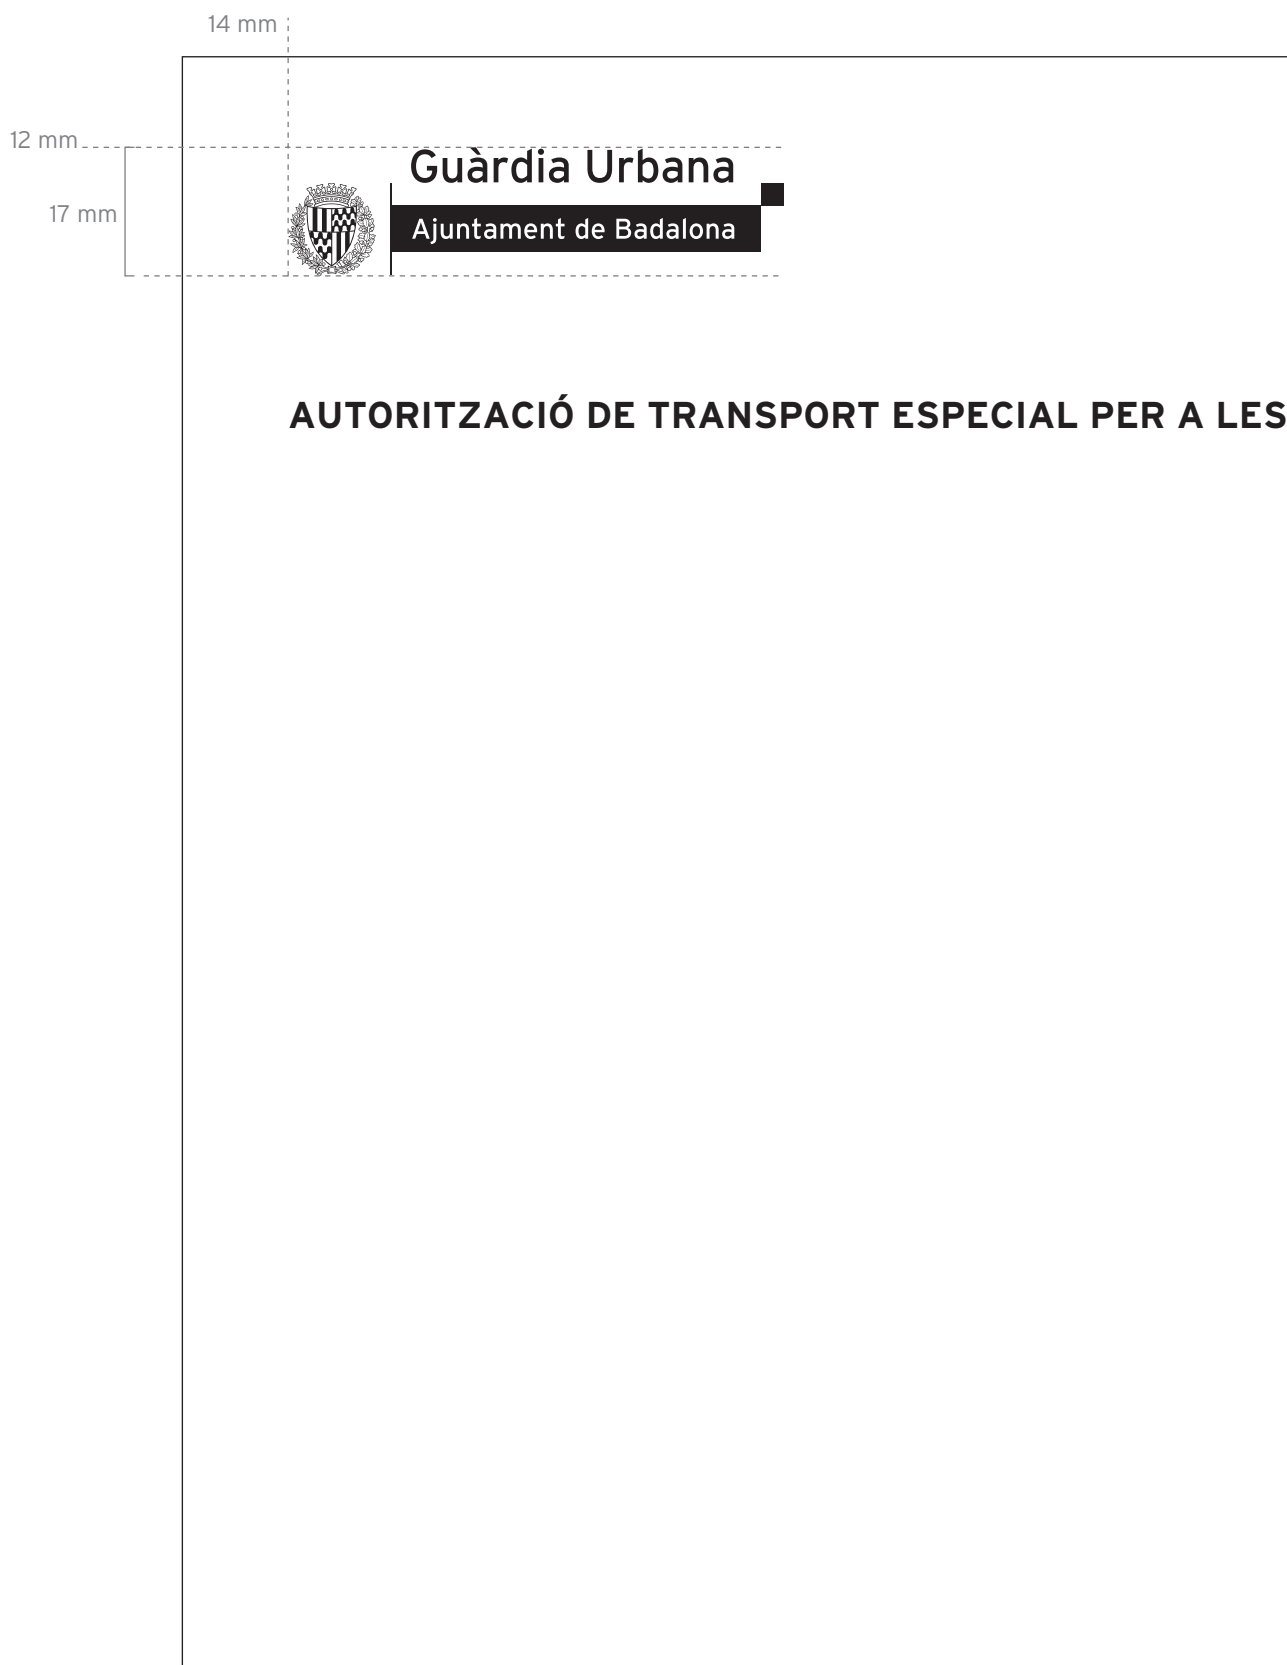 14 mm
12 mm
Guàrdia Urbana
17 mm
Ajuntament de Badalona
AUTORITZACIÓ DE TRANSPORT ESPECIAL PER A LES